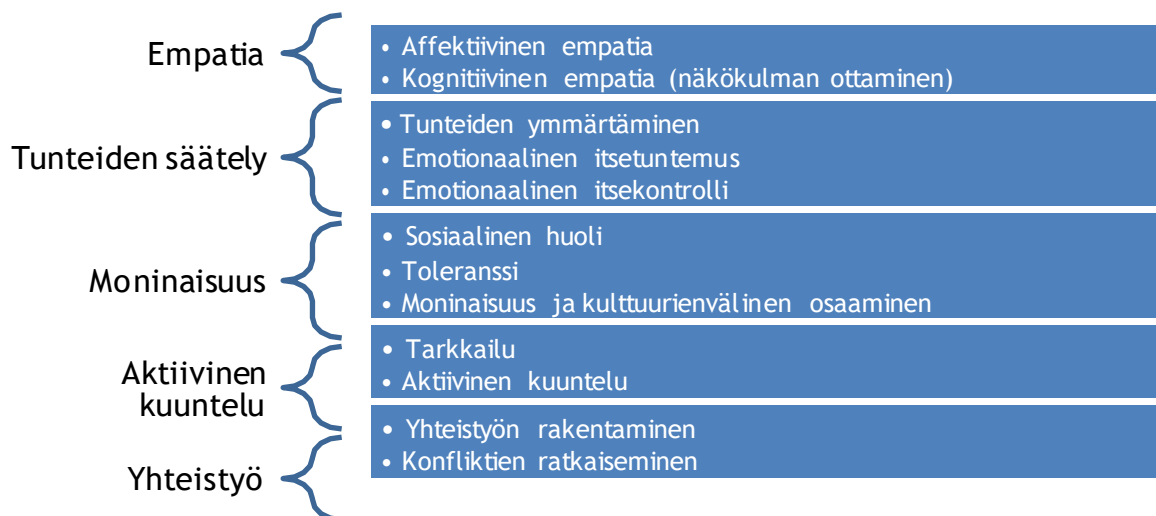 Empatia
• Affektiivinen empatia
• Kognitiivinen empatia (näkökulman ottaminen)
Tunteiden säätely
• Tunteiden ymmärtäminen
• Emotionaalinen itsetuntemus
• Emotionaalinen itsekontrolli
Moninaisuus
• Sosiaalinen huoli
• Toleranssi
• Moninaisuus ja kulttuurienvälinen osaaminen
Aktiivinen
kuuntelu
• Tarkkailu
• Aktiivinen kuuntelu
Yhteistyö
• Yhteistyön rakentaminen
• Konfliktien ratkaiseminen